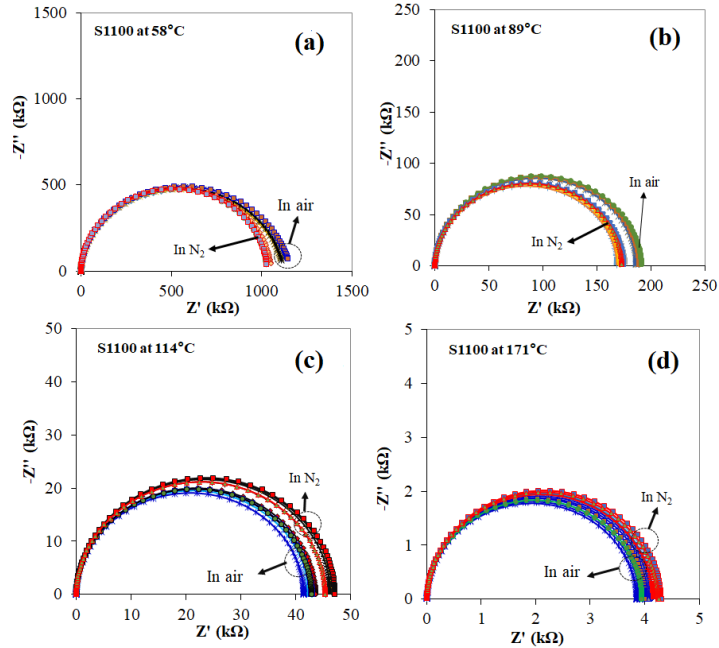 S1100 at 58°C
(a)
1500
1000
500
0
-Z'' (kΩ)
In air
In N2
0 500 1000 1500
Z' (kΩ)
S1100 at 89°C
(b)
250
200
150
100
50
0
-Z'' (kΩ)
In air
In N2
0 50 100 150 200 250
Z' (kΩ)
S1100 at 114°C
(c)
50
40
30
20
10
0
-Z'' (kΩ)
In N2
In air
0 10 20 30 40 50
Z' (kΩ)
S1100 at 171°C
(d)
5
4
3
2
1
0
-Z'' (kΩ)
In N2
In air
0 1 2 3 4 5
Z' (kΩ)